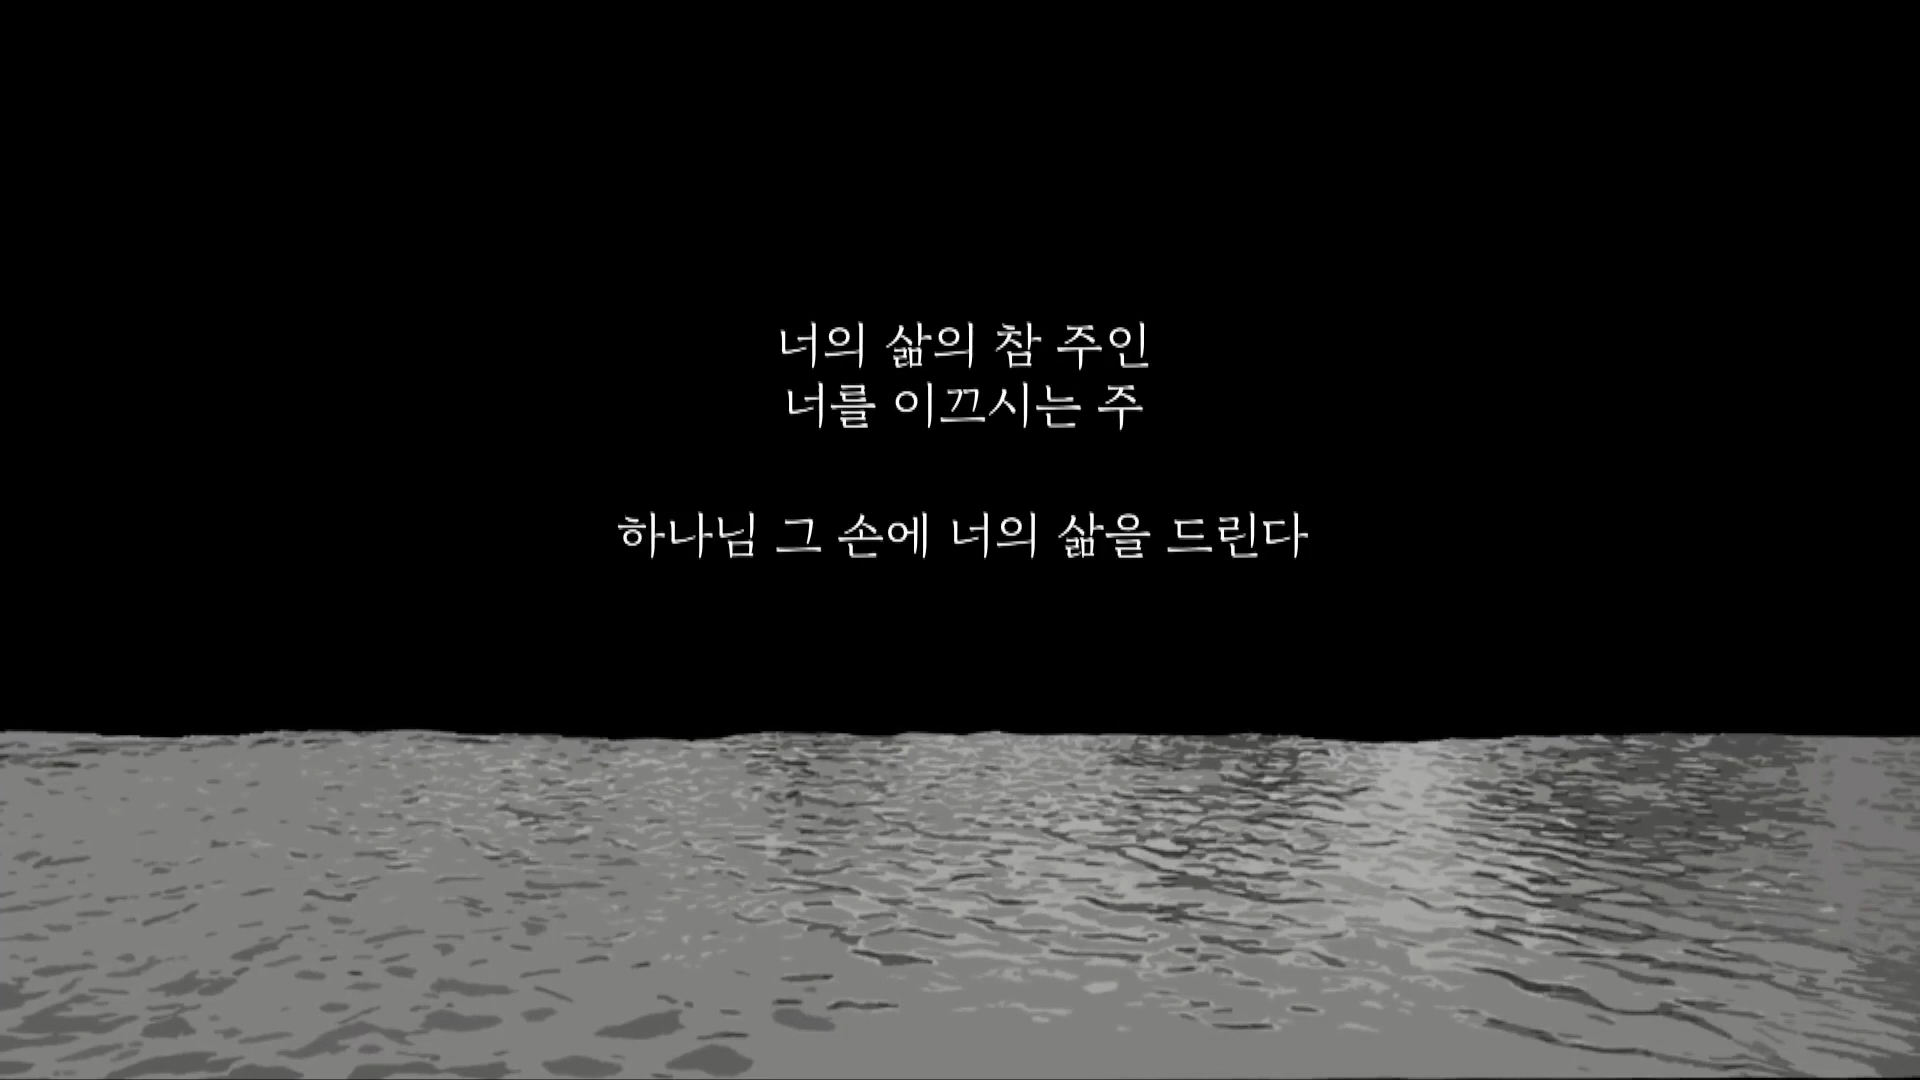 너의 삶의 참 주인
너를 이끄시는 주
하나님 그 손에 너의 삶을 드린다